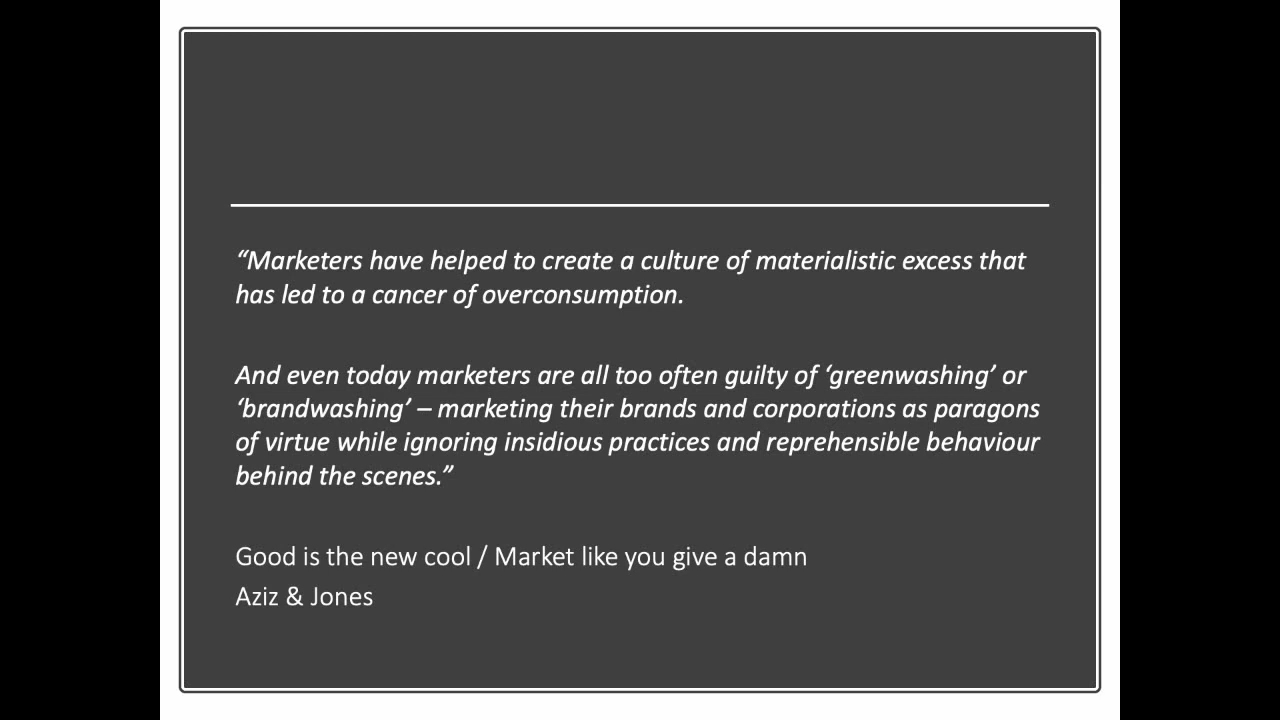 “Marketers have helped to create a culture of materialistic excess that
has led to a cancer of overconsumption.
And even today marketers are all too often guilty of ‘greenwashing’ or
‘brandwashing’ – marketing their brands and corporations as paragons
of virtue while ignoring insidious practices and reprehensible behaviour
behind the scenes.”
Good is the new cool / Market like you give a damn
Aziz & Jones